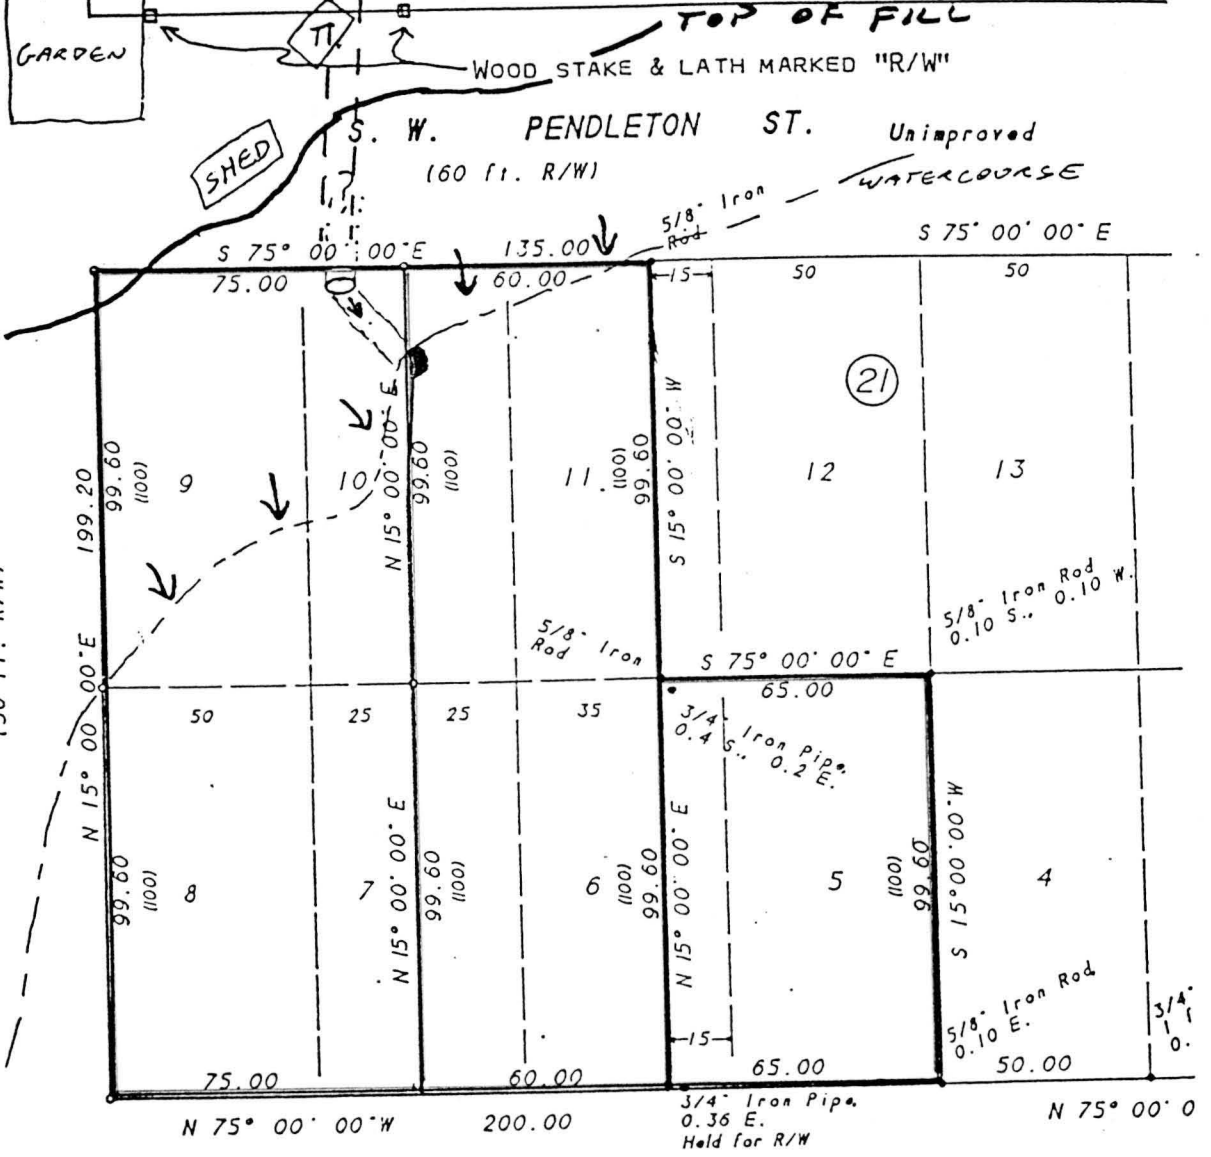 TOP OF FILL
GARDEN
WOOD STAKE & LATH MARKED "R/W"
S. W. PENDLETON ST. Unimproved
SHED
(60 ft. R/W)
WATERCOURSE
5/8" Iron
Rod
S 75° 00' 00" E 135.00
S 75° 00' 00" E
75.00 60.00
15 50 50
21
N 15° 00' 00" E
S 15° 00' 00" W
199.20
99.60
(100)
9
10
99.60
(100)
11.
(100)
99.60
12
13
5/8" Iron Rod
0.10 S., 0.10 W.
5/8" Iron
Rod
S 75° 00' 00" E
65.00
50 25 25 35
3/4" Iron Pipe.
0.4 S., 0.2 E.
N 15° 00' 00" E
N 15° 00' 00" E
N 15° 00' 00" E
S 15° 00' 00" W
99.60
(100)
8
7
99.60
(100)
6
(100)
99.60
5
(100)
99.60
4
5/8" Iron Rod
0.10 E.
3/4"
0.
15
75.00 60.00 65.00 50.00
N 75° 00' 00" W 200.00
3/4" Iron Pipe.
0.36 E.
Held for R/W
N 75° 00' 0